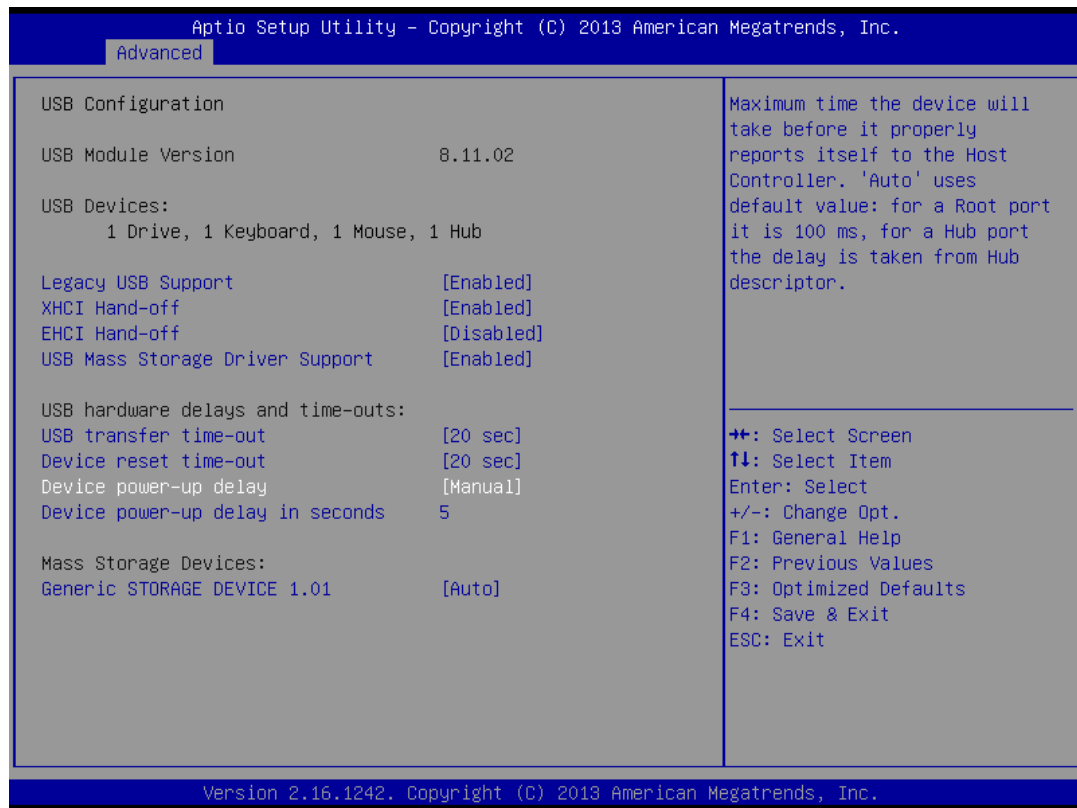 Aptio Setup Utility – Copyright (C) 2013 American Megatrends, Inc.
Advanced
USB Configuration
USB Module Version 8.11.02
USB Devices:
1 Drive, 1 Keyboard, 1 Mouse, 1 Hub
Legacy USB Support [Enabled]
XHCI Hand-off [Enabled]
EHCI Hand-off [Disabled]
USB Mass Storage Driver Support [Enabled]
USB hardware delays and time-outs:
USB transfer time-out [20 sec]
Device reset time-out [20 sec]
Device power-up delay [Manual]
Device power-up delay in seconds 5
Mass Storage Devices:
Generic STORAGE DEVICE 1.01 [Auto]
Maximum time the device will
take before it properly
reports itself to the Host
Controller. 'Auto' uses
default value: for a Root port
it is 100 ms, for a Hub port
the delay is taken from Hub
descriptor.
→←: Select Screen
↑↓: Select Item
Enter: Select
+/-: Change Opt.
F1: General Help
F2: Previous Values
F3: Optimized Defaults
F4: Save & Exit
ESC: Exit
Version 2.16.1242. Copyright (C) 2013 American Megatrends, Inc.